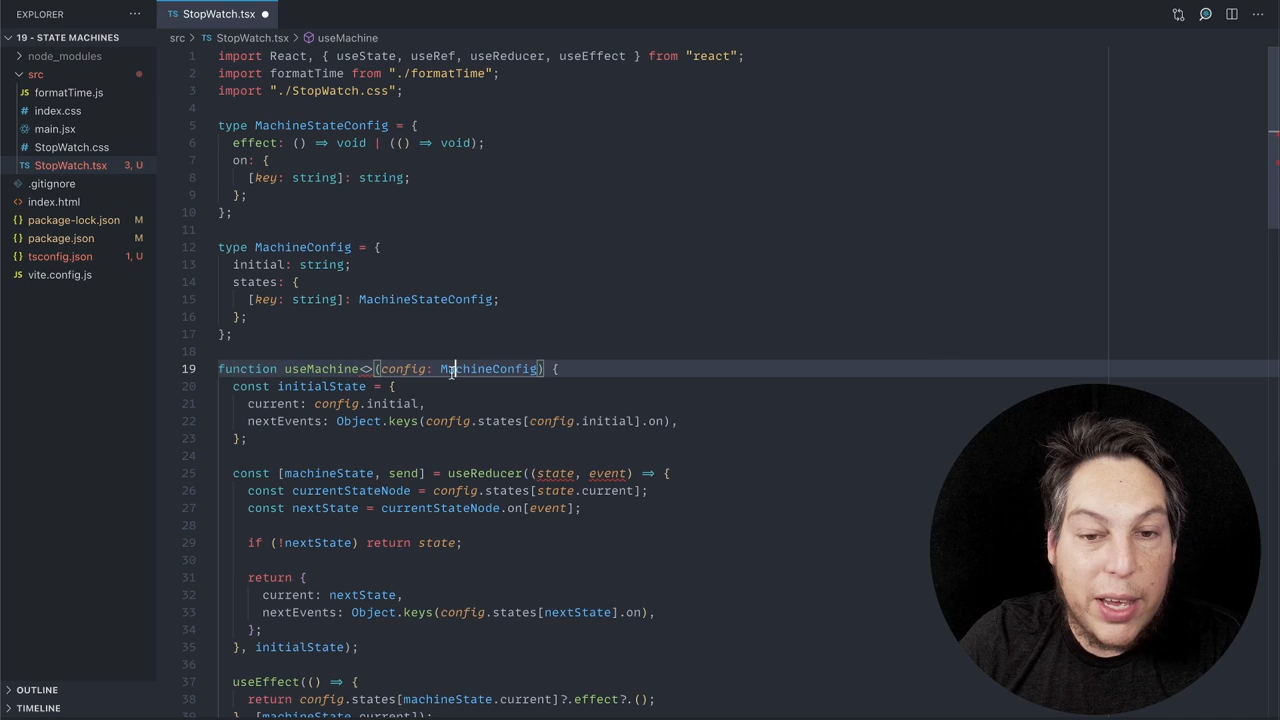 EXPLORER
19 - STATE MACHINES
node_modules
src
JS formatTime.js
# index.css
main.jsx
# StopWatch.css
TS StopWatch.tsx 3, U
.gitignore
<> index.html
{} package-lock.json M
{} package.json M
tsconfig.json 1, U
vite.config.js
OUTLINE
TIMELINE
TS StopWatch.tsx
src > TS StopWatch.tsx > useMachine
1 import React, { useState, useRef, useReducer, useEffect } from "react";
2 import formatTime from "./formatTime";
3 import "./StopWatch.css";
4
5 type MachineStateConfig = {
6 effect: () => void | (() => void);
7 on: {
8 [key: string]: string;
9 };
10 };
11
12 type MachineConfig = {
13 initial: string;
14 states: {
15 [key: string]: MachineStateConfig;
16 };
17 };
18
19 function useMachine<>(config: MachineConfig) {
20 const initialState = {
21 current: config.initial,
22 nextEvents: Object.keys(config.states[config.initial].on),
23 };
24
25 const [machineState, send] = useReducer((state, event) => {
26 const currentStateNode = config.states[state.current];
27 const nextState = currentStateNode.on[event];
28
29 if (!nextState) return state;
30
31 return {
32 current: nextState,
33 nextEvents: Object.keys(config.states[nextState].on),
34 };
35 }, initialState);
36
37 useEffect(() => {
38 return config.states[machineState.current]?.effect?.();
}, [machineState.current]);